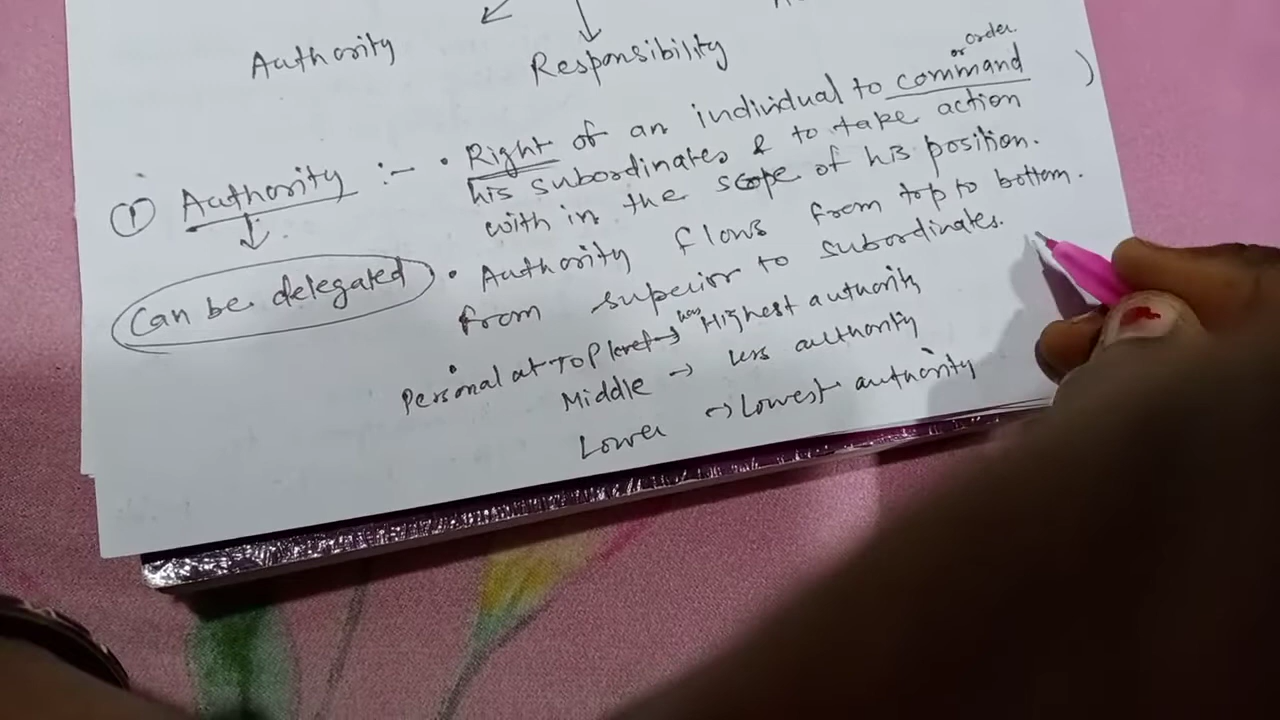 Authority
Responsibility
or order.
① Authority :- • Right of an individual to command )
his subordinates & to take action
with in the scope of his position.
Can be delegated • Authority flows from top to bottom.
from supeior to subordinates.
• Personal at Top level → has Highest authority
Middle → less authority
Lower → Lowest authority